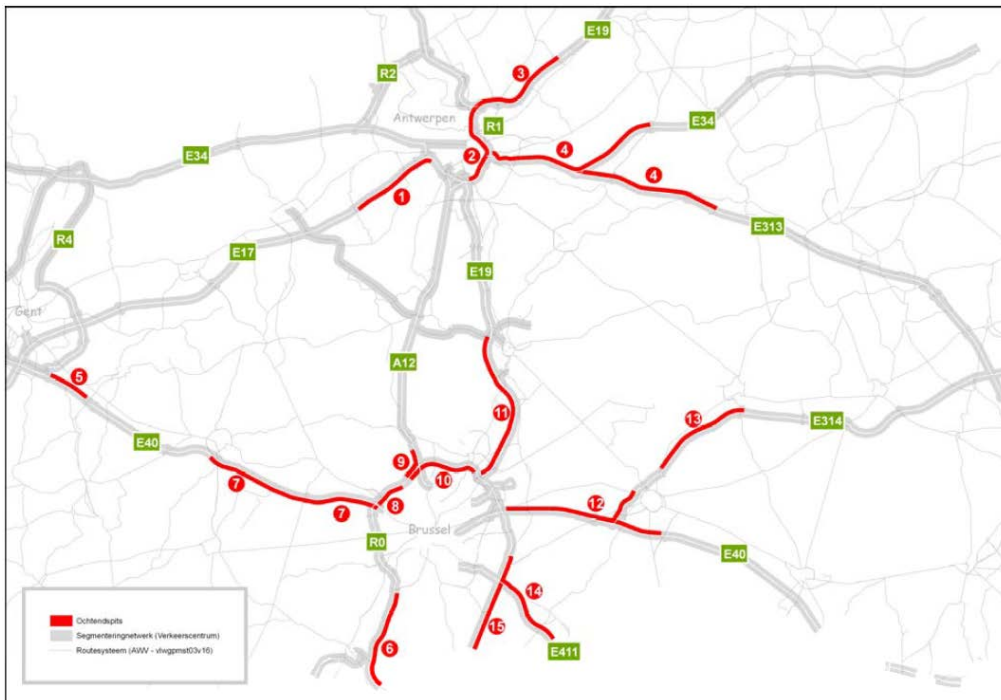 E19
3
R2
Antwerpen
R1
E34
E34
2
4
4
1
R4
E17
E313
E19
Gent
A12
5
11
13
E314
E40
9
10
7
7
8
12
Brussel
R0
E40
14
15
6
E411
Ochtendspits
Segmenteringnetwerk (Verkeerscentrum)
Routesysteem (AWV - vlwgpmst03v16)